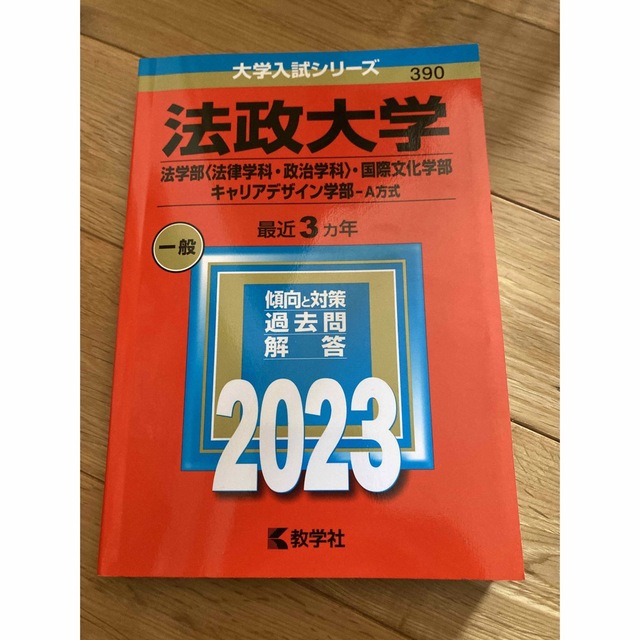 大学入試シリーズ
390
法政大学
法学部〈法律学科・政治学科〉・国際文化学部
キャリアデザイン学部－A方式
最近3カ年
一般
傾向と対策
過去問
解答
2023
教学社